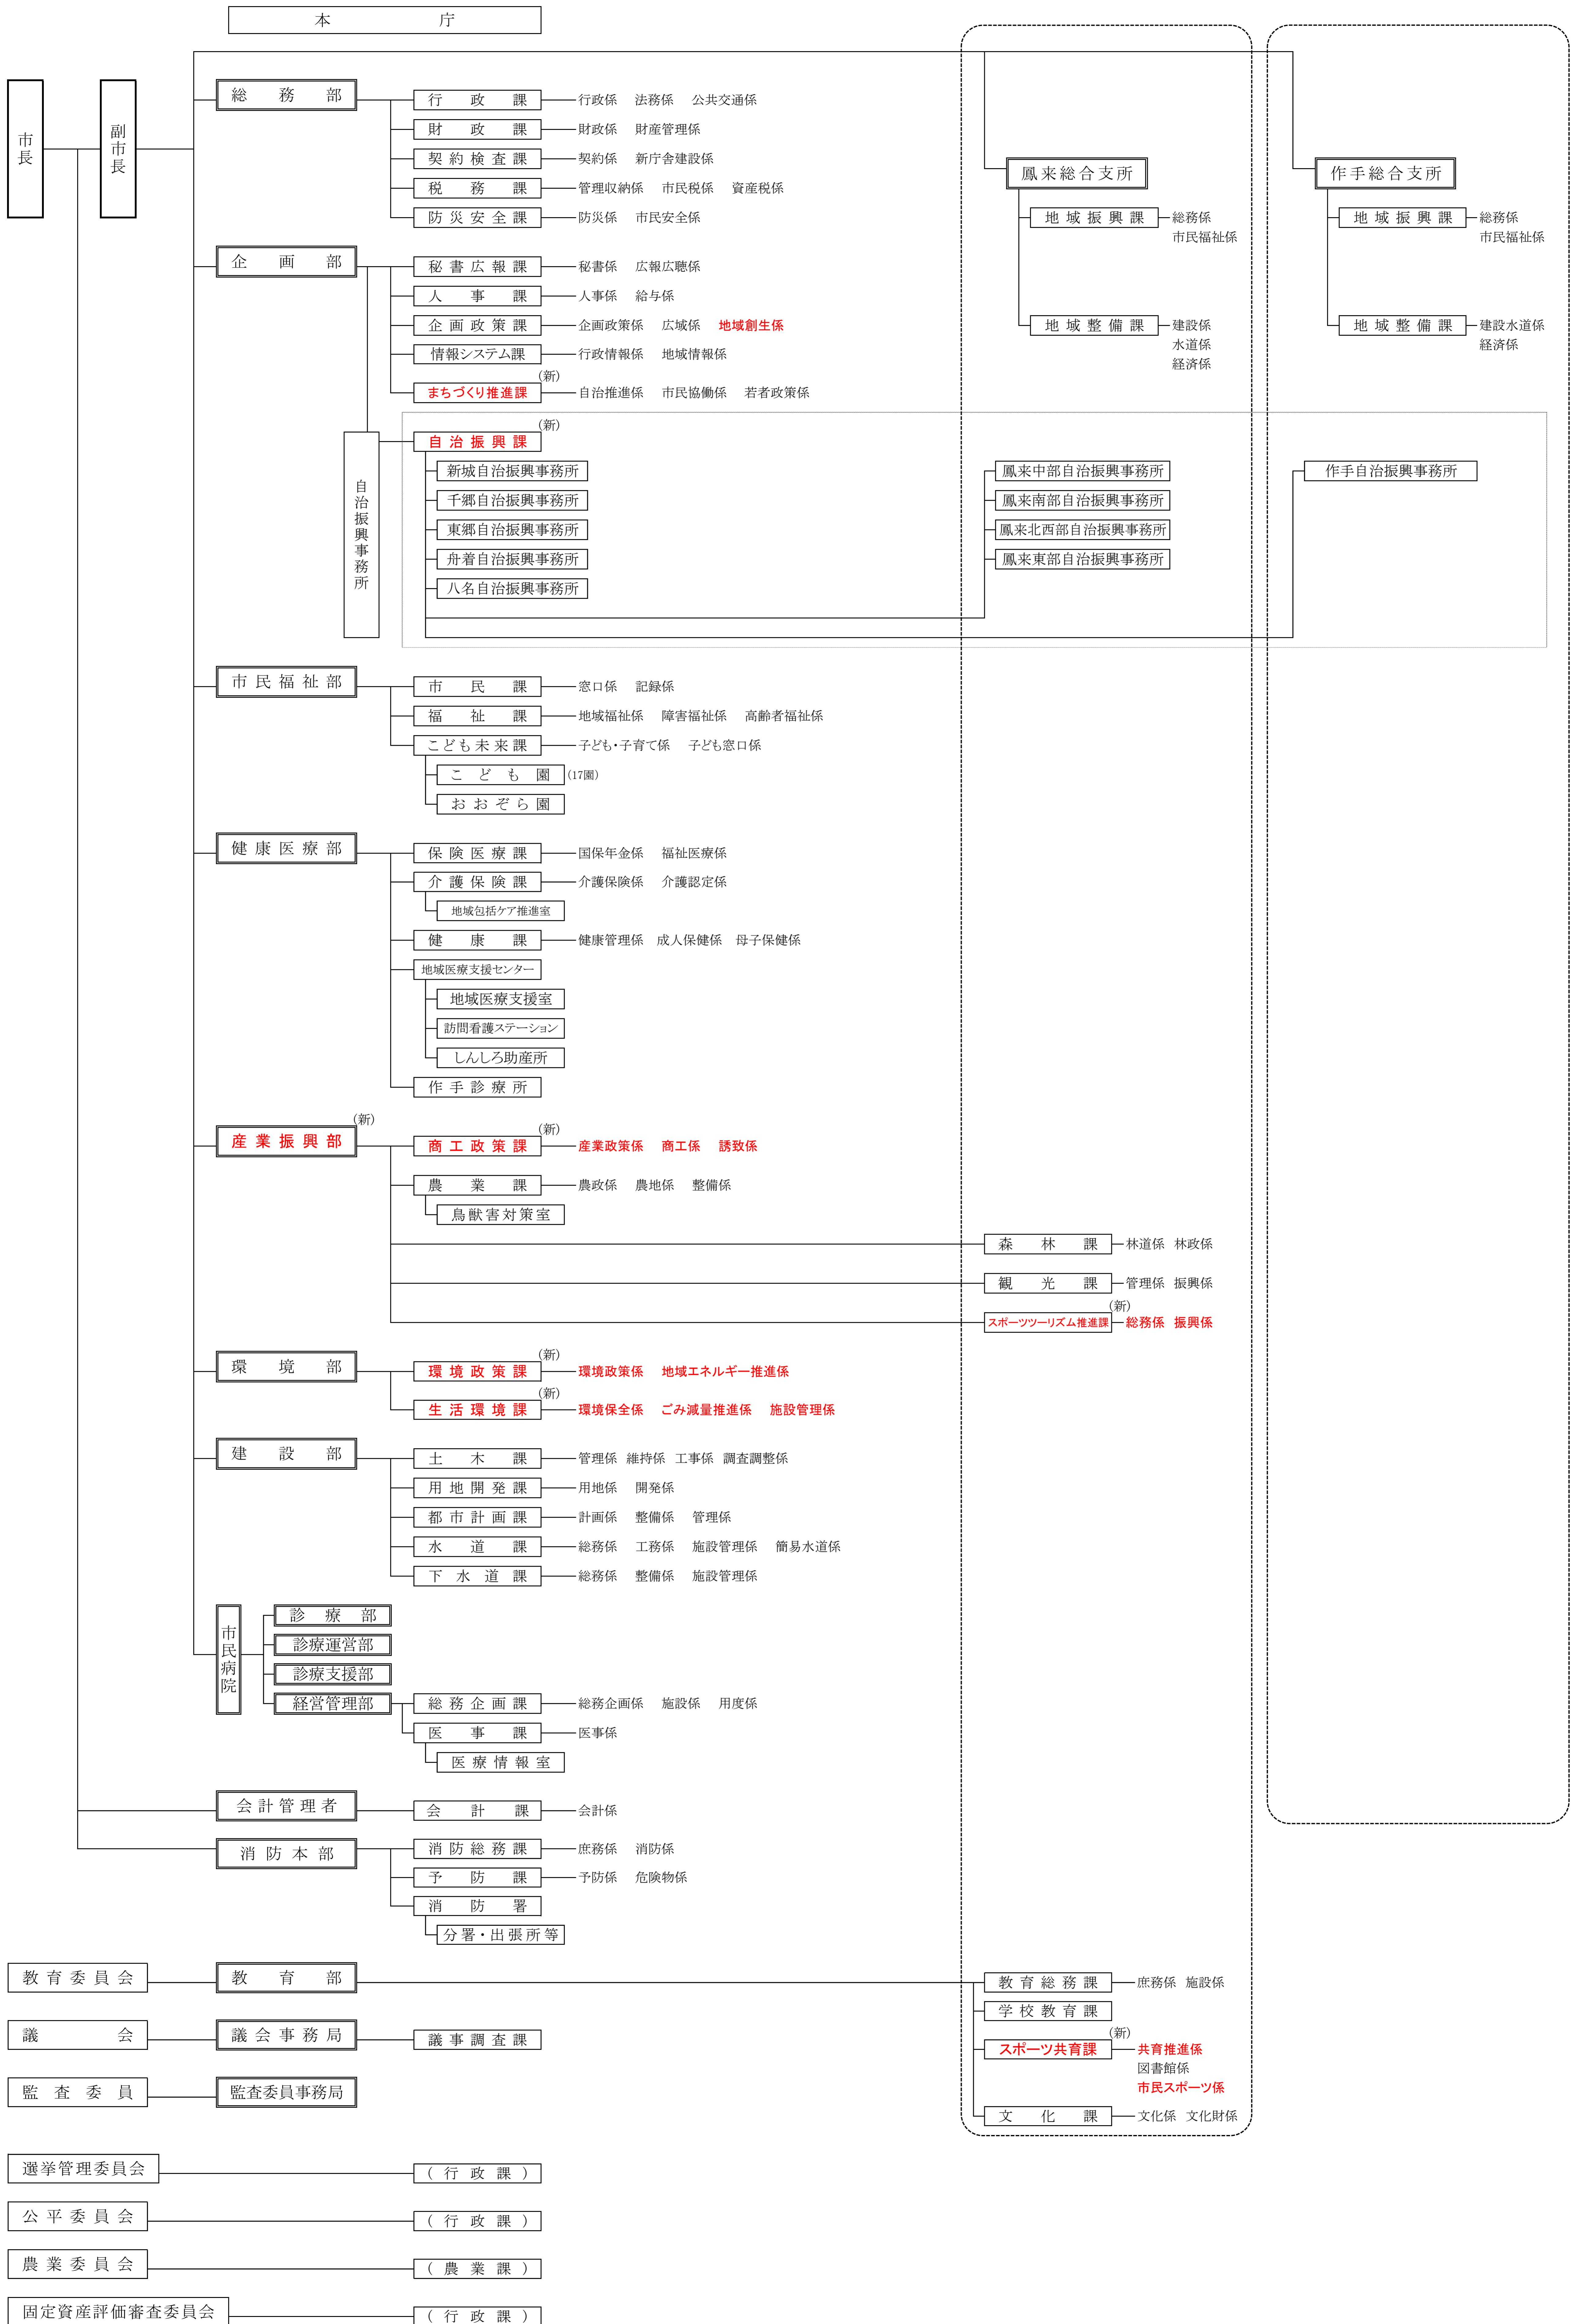 本庁
市長
副市長
総務部
行政課 行政係 法務係 公共交通係
財政課 財政係 財産管理係
契約検査課 契約係 新庁舎建設係
税務課 管理収納係 市民税係 資産税係
防災安全課 防災係 市民安全係
鳳来総合支所
地域振興課 総務係
市民福祉係
地域整備課 建設係
水道係
経済係
作手総合支所
地域振興課 総務係
市民福祉係
地域整備課 建設水道係
経済係
企画部
秘書広報課 秘書係 広報広聴係
人事課 人事係 給与係
企画政策課 企画政策係 広域係 地域創生係
情報システム課 行政情報係 地域情報係
(新)
まちづくり推進課 自治推進係 市民協働係 若者政策係
自治振興事務所
(新)
自治振興課
新城自治振興事務所 鳳来中部自治振興事務所 作手自治振興事務所
千郷自治振興事務所 鳳来南部自治振興事務所
東郷自治振興事務所 鳳来北西部自治振興事務所
舟着自治振興事務所 鳳来東部自治振興事務所
八名自治振興事務所
市民福祉部
市民課 窓口係 記録係
福祉課 地域福祉係 障害福祉係 高齢者福祉係
こども未来課 子ども・子育て係 子ども窓口係
こども園 (17園)
おおぞら園
健康医療部
保険医療課 国保年金係 福祉医療係
介護保険課 介護保険係 介護認定係
地域包括ケア推進室
健康課 健康管理係 成人保健係 母子保健係
地域医療支援センター
地域医療支援室
訪問看護ステーション
しんしろ助産所
作手診療所
(新)
産業振興部
(新)
商工政策課 産業政策係 商工係 誘致係
農業課 農政係 農地係 整備係
鳥獣害対策室
森林課 林道係 林政係
観光課 管理係 振興係
(新)
スポーツツーリズム推進課 総務係 振興係
環境部
(新)
環境政策課 環境政策係 地域エネルギー推進係
(新)
生活環境課 環境保全係 ごみ減量推進係 施設管理係
建設部
土木課 管理係 維持係 工事係 調査調整係
用地開発課 用地係 開発係
都市計画課 計画係 整備係 管理係
水道課 総務係 工務係 施設管理係 簡易水道係
下水道課 総務係 整備係 施設管理係
市民病院
診療部
診療運営部
診療支援部
経営管理部
総務企画課 総務企画係 施設係 用度係
医事課 医事係
医療情報室
会計管理者 会計課 会計係
消防本部
消防総務課 庶務係 消防係
予防課 予防係 危険物係
消防署
分署・出張所等
教育委員会 教育部
教育総務課 庶務係 施設係
学校教育課
(新)
スポーツ共育課 共育推進係
図書館係
市民スポーツ係
文化課 文化係 文化財係
議会 議会事務局 議事調査課
監査委員 監査委員事務局
選挙管理委員会 (行政課)
公平委員会 (行政課)
農業委員会 (農業課)
固定資産評価審査委員会 (行政課)